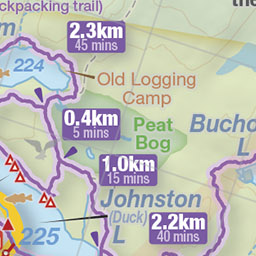 ckpacking trail)
the
m
2.3km
45 mins
224
Old Logging
Camp
0.4km
5 mins
Peat
Bog
Bucho
L
1.0km
15 mins
Johnston
(Duck)
L
2.2km
40 mins
225